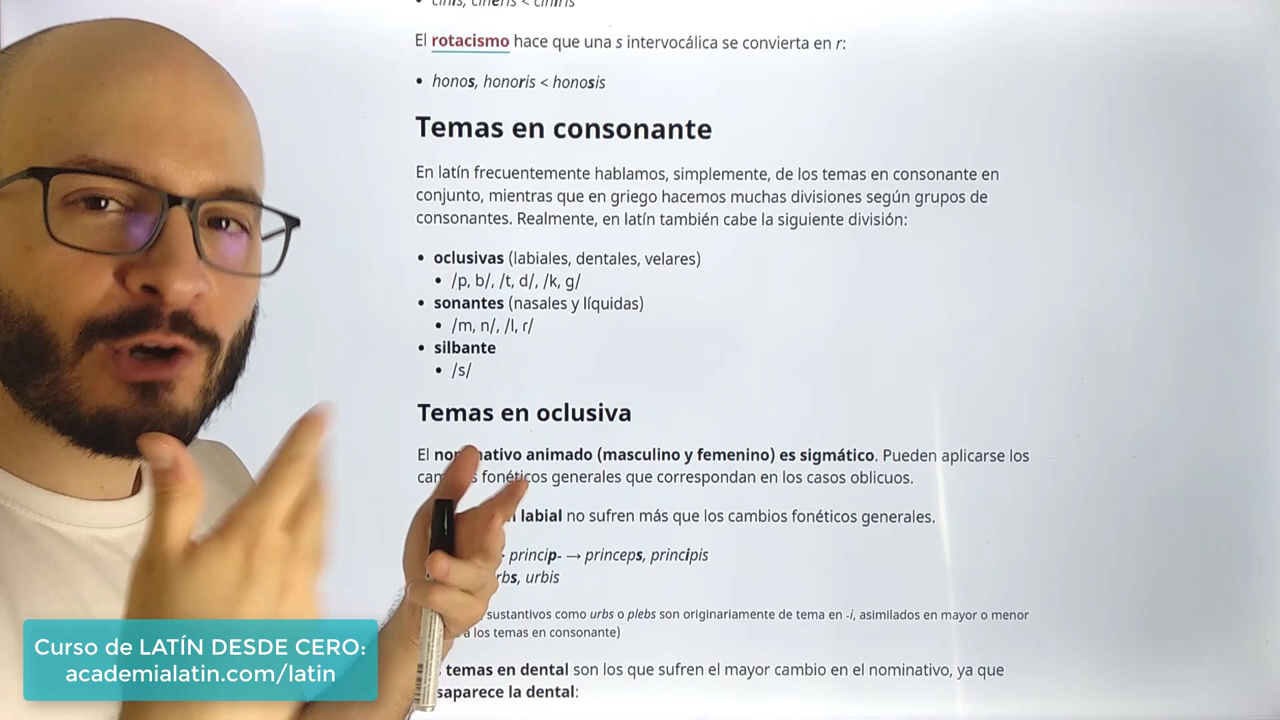 cinis, cineris < ciniris
El rotacismo hace que una s intervocálica se convierta en r:
• honos, honoris < honosis
Temas en consonante
En latín frecuentemente hablamos, simplemente, de los temas en consonante en
conjunto, mientras que en griego hacemos muchas divisiones según grupos de
consonantes. Realmente, en latín también cabe la siguiente división:
• oclusivas (labiales, dentales, velares)
• /p, b/, /t, d/, /k, g/
• sonantes (nasales y líquidas)
• /m, n/, /l, r/
• silbante
• /s/
Temas en oclusiva
El nominativo animado (masculino y femenino) es sigmático. Pueden aplicarse los
cambios fonéticos generales que correspondan en los casos oblicuos.
labial no sufren más que los cambios fonéticos generales.
princip- → princeps, principis
urbs, urbis
sustantivos como urbs o plebs son originariamente de tema en -i, asimilados en mayor o menor
a los temas en consonante)
temas en dental son los que sufren el mayor cambio en el nominativo, ya que
desaparece la dental:
Curso de LATÍN DESDE CERO:
academialatin.com/latin